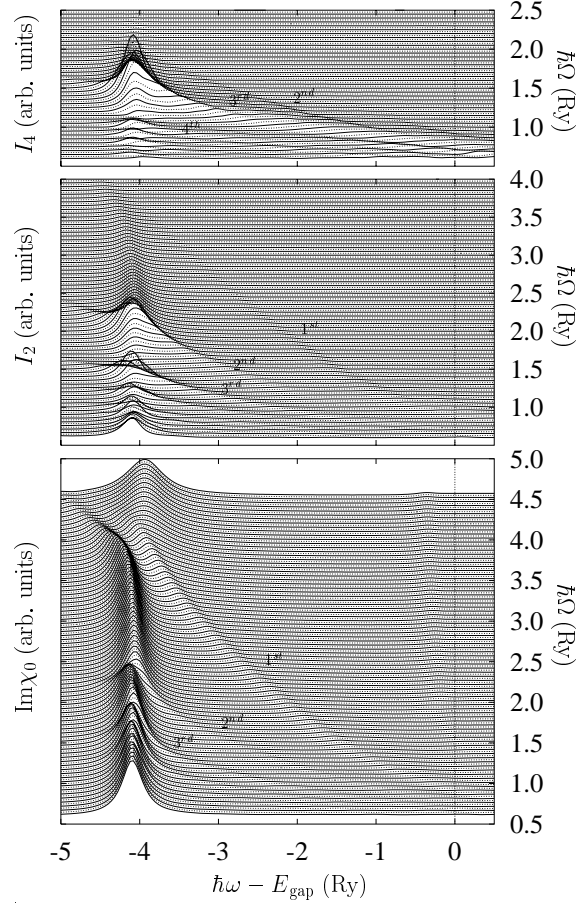 I₄ (arb. units)
4th
2nd
4th
2.5
2.0
1.5
1.0
ℏΩ (Ry)
I₂ (arb. units)
1st
2nd
3rd
4.0
3.5
3.0
2.5
2.0
1.5
1.0
ℏΩ (Ry)
Imχ₀ (arb. units)
1st
2nd
3rd
5.0
4.5
4.0
3.5
3.0
2.5
2.0
1.5
1.0
0.5
ℏΩ (Ry)
-5 -4 -3 -2 -1 0
ℏω − E_gap (Ry)